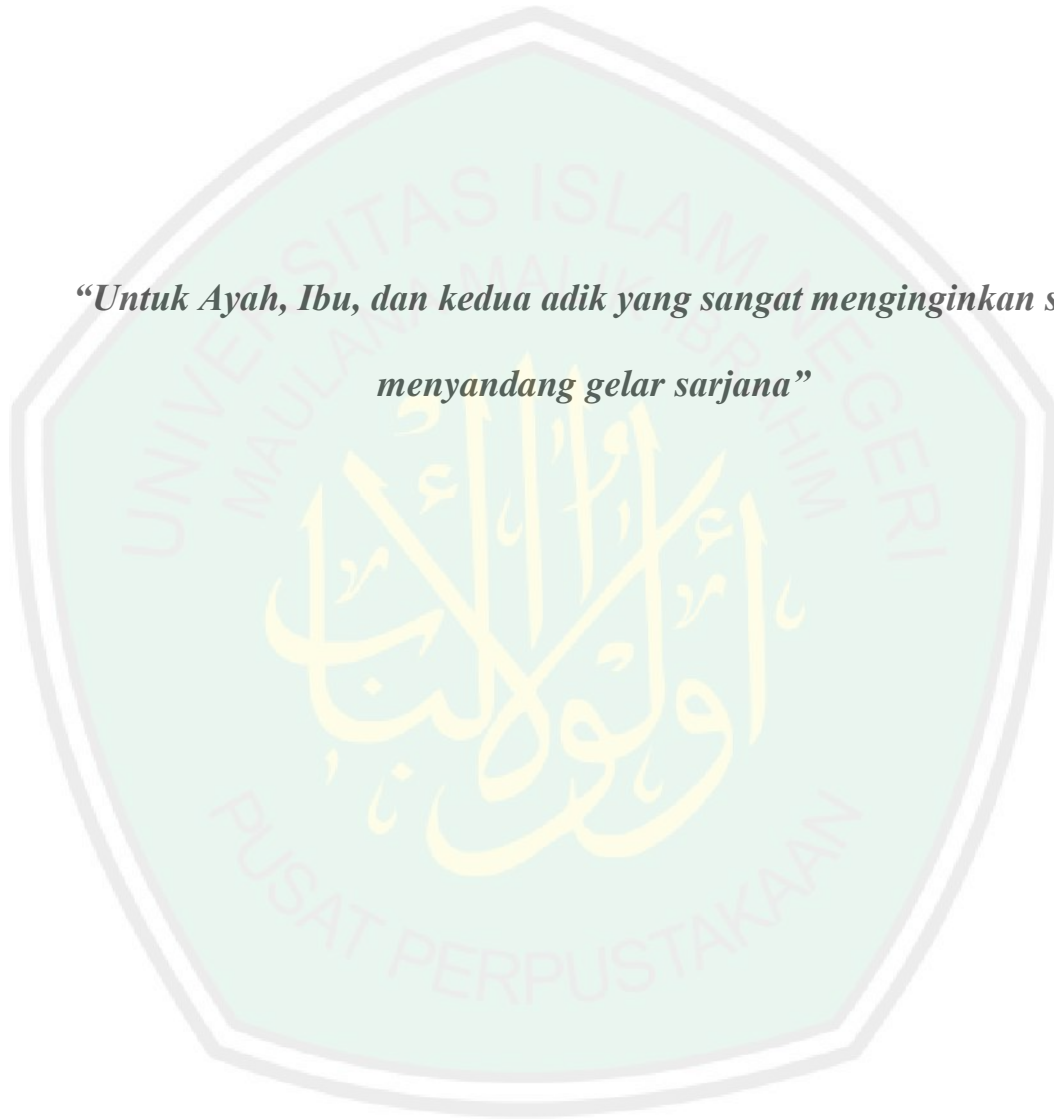 UNIVERSITAS ISLAM NEGERI
MAULANA MALIK IBRAHIM
“Untuk Ayah, Ibu, dan kedua adik yang sangat menginginkan s
menyandang gelar sarjana”
أولوا الألباب
PUSAT PERPUSTAKAAN